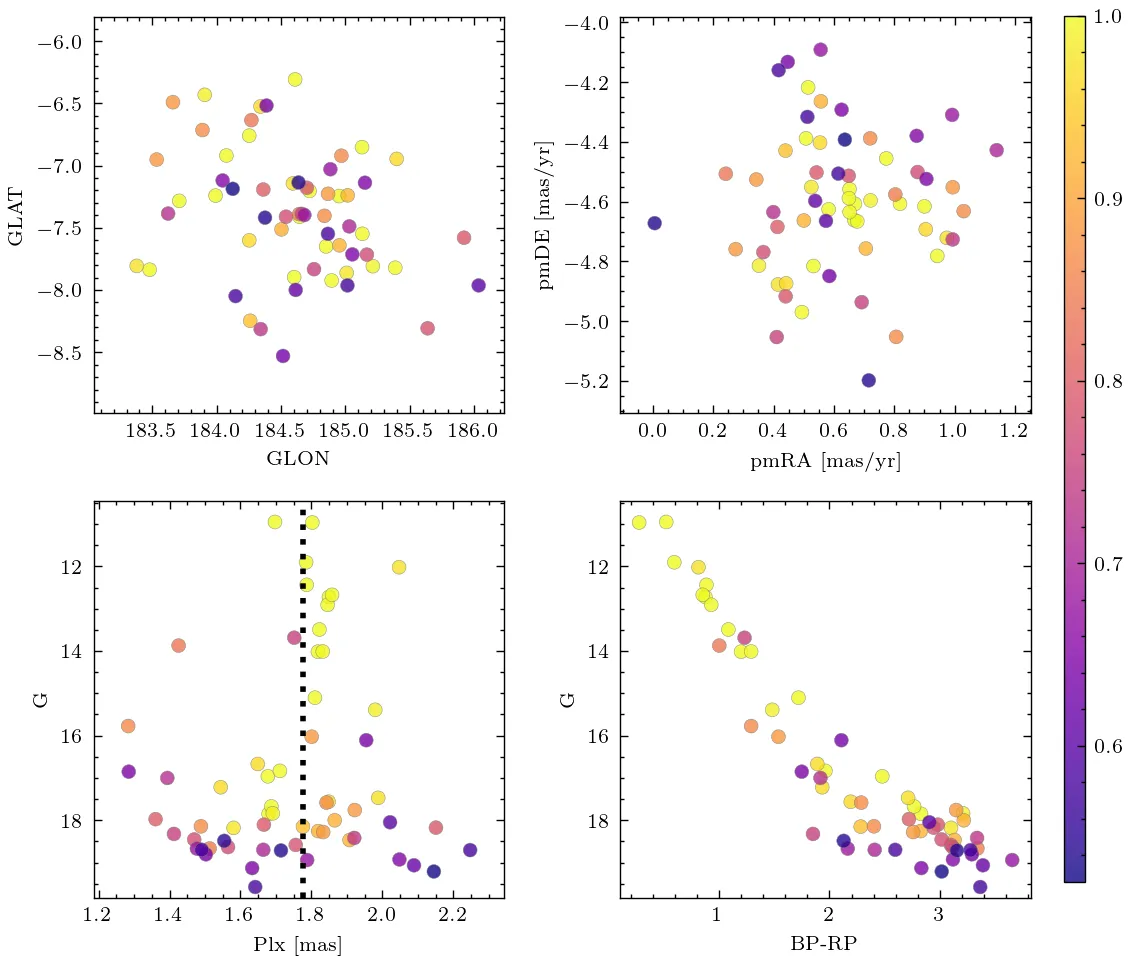 −6.0
−6.5
−7.0
−7.5
−8.0
−8.5
GLAT
183.5 184.0 184.5 185.0 185.5 186.0
GLON
−4.0
−4.2
−4.4
−4.6
−4.8
−5.0
−5.2
pmDE [mas/yr]
0.0 0.2 0.4 0.6 0.8 1.0 1.2
pmRA [mas/yr]
12
14
16
18
G
1.2 1.4 1.6 1.8 2.0 2.2
Plx [mas]
12
14
16
18
G
1 2 3
BP-RP
1.0
0.9
0.8
0.7
0.6